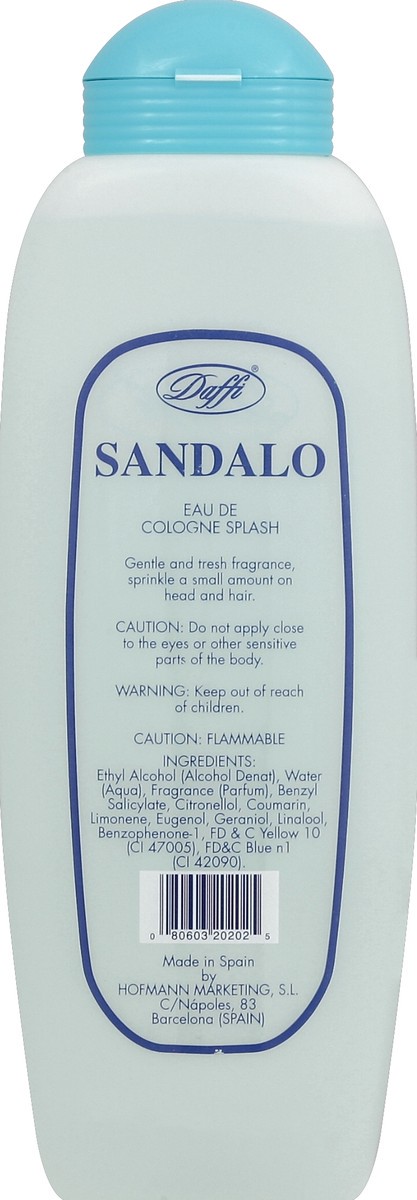 Daffi®
SANDALO
EAU DE
COLOGNE SPLASH
Gentle and tresh fragrance,
sprinkle a small amount on
head and hair.
CAUTION: Do not apply close
to the eyes or other sensitive
parts of the body.
WARNING: Keep out of reach
of children.
CAUTION: FLAMMABLE
INGREDIENTS:
Ethyl Alcohol (Alcohol Denat), Water
(Aqua), Fragrance (Parfum), Benzyl
Salicylate, Citronellol, Coumarin,
Limonene, Eugenol, Geraniol, Linalool,
Benzophenone-1, FD & C Yellow 10
(CI 47005), FD&C Blue n1
(CI 42090).
0 80603 20202 5
Made in Spain
by
HOFMANN MARKETING, S.L.
C/Nápoles, 83
Barcelona (SPAIN)